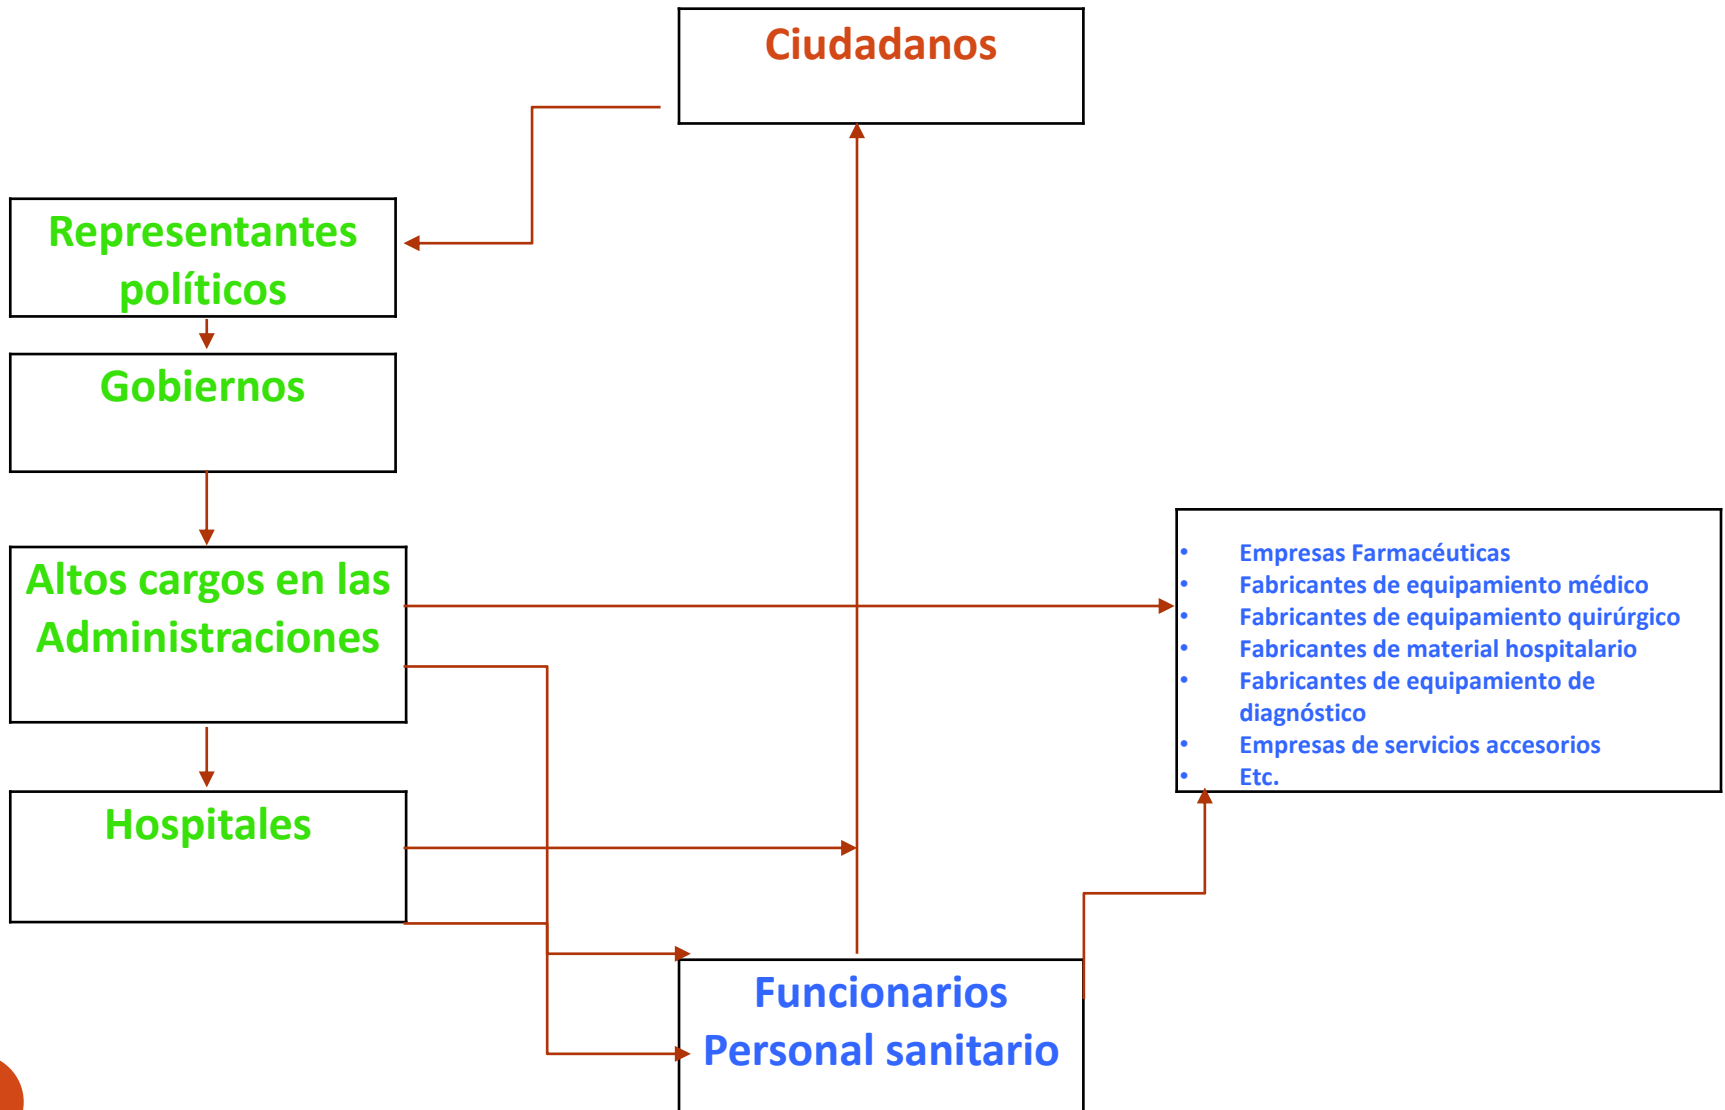 Ciudadanos
Representantes
políticos
Gobiernos
Altos cargos en las
Administraciones
Hospitales
• Empresas Farmacéuticas
• Fabricantes de equipamiento médico
• Fabricantes de equipamiento quirúrgico
• Fabricantes de material hospitalario
• Fabricantes de equipamiento de
diagnóstico
• Empresas de servicios accesorios
• Etc.
Funcionarios
Personal sanitario